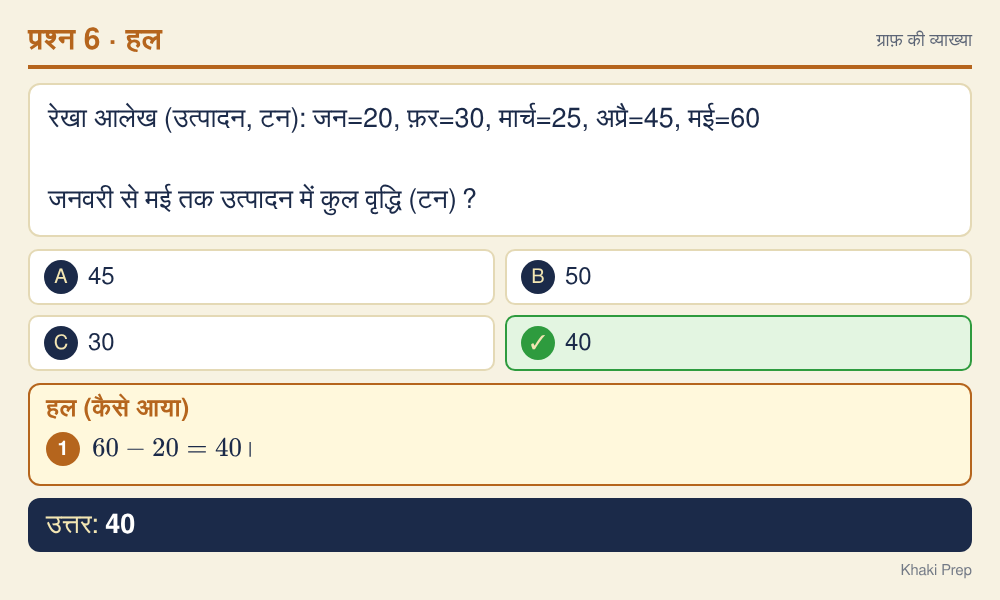 प्रश्न 6 · हल
ग्राफ़ की व्याख्या
रेखा आलेख (उत्पादन, टन): जन=20, फ़र=30, मार्च=25, अप्रै=45, मई=60
जनवरी से मई तक उत्पादन में कुल वृद्धि (टन) ?
A 45
B 50
C 30
✓ 40
हल (कैसे आया)
1 60 − 20 = 40।
उत्तर: 40
Khaki Prep